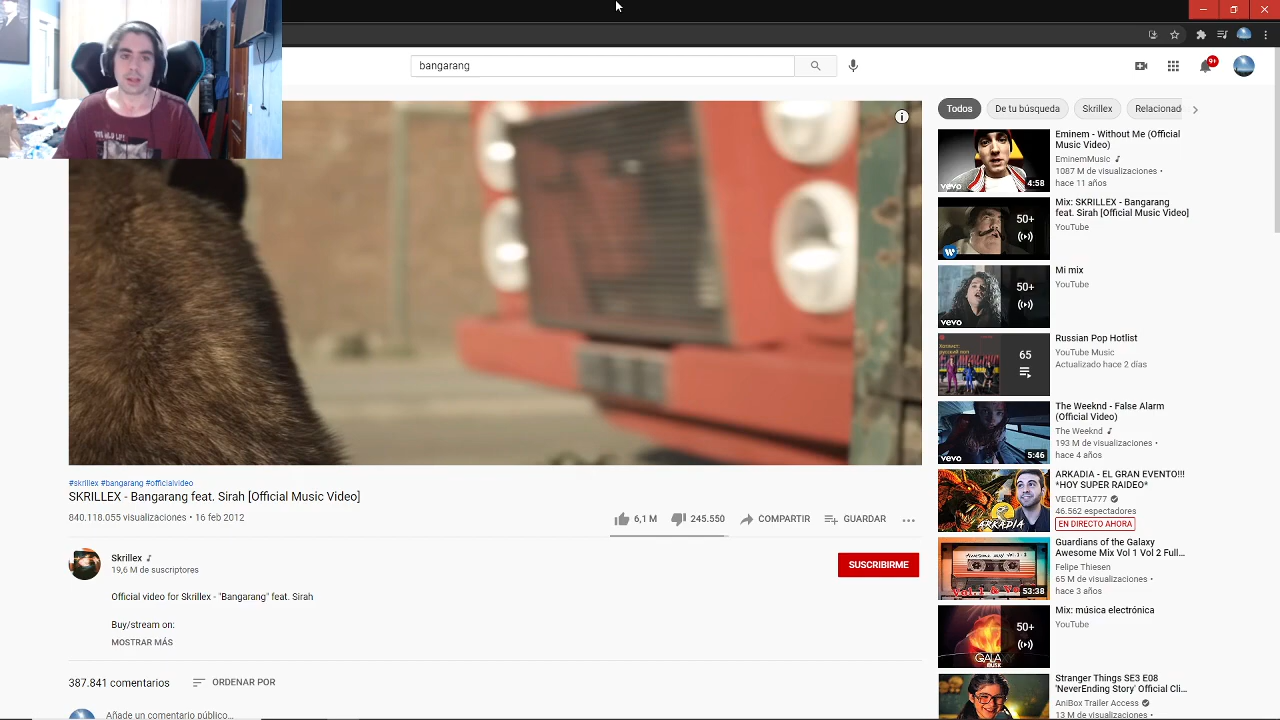 bangarang
9+
Todos
De tu búsqueda
Skrillex
Relacionado
Eminem - Without Me (Official Music Video)
EminemMusic
1087 M de visualizaciones •
hace 11 años
vevo
4:58
Mix: SKRILLEX - Bangarang
feat. Sirah [Official Music Video]
YouTube
50+
Mi mix
YouTube
50+
vevo
Russian Pop Hotlist
YouTube Music
Actualizado hace 2 días
65
The Weeknd - False Alarm
(Official Video)
The Weeknd
193 M de visualizaciones •
hace 4 años
vevo
5:46
ARKADIA - EL GRAN EVENTO!!!
*HOY SUPER RAIDEO*
VEGETTA777
46.562 espectadores
EN DIRECTO AHORA
ARKADIA
Guardians of the Galaxy
Awesome Mix Vol 1 Vol 2 Full...
Felipe Thiesen
65 M de visualizaciones •
hace 3 años
53:38
Mix: música electrónica
YouTube
50+
Stranger Things SE3 E08
'NeverEnding Story' Official Cli...
AniBox Trailer Access
13 M de visualizaciones •
#skrillex #bangarang #officialvideo
SKRILLEX - Bangarang feat. Sirah [Official Music Video]
840.118.055 visualizaciones • 16 feb 2012
6,1 M
245.550
COMPARTIR
GUARDAR
Skrillex
19,6 M de suscriptores
SUSCRIBIRME
Official video for Skrillex - "Bangarang" feat. Sirah
Buy/stream on:
MOSTRAR MÁS
387.841 comentarios
ORDENAR POR
Añade un comentario público...